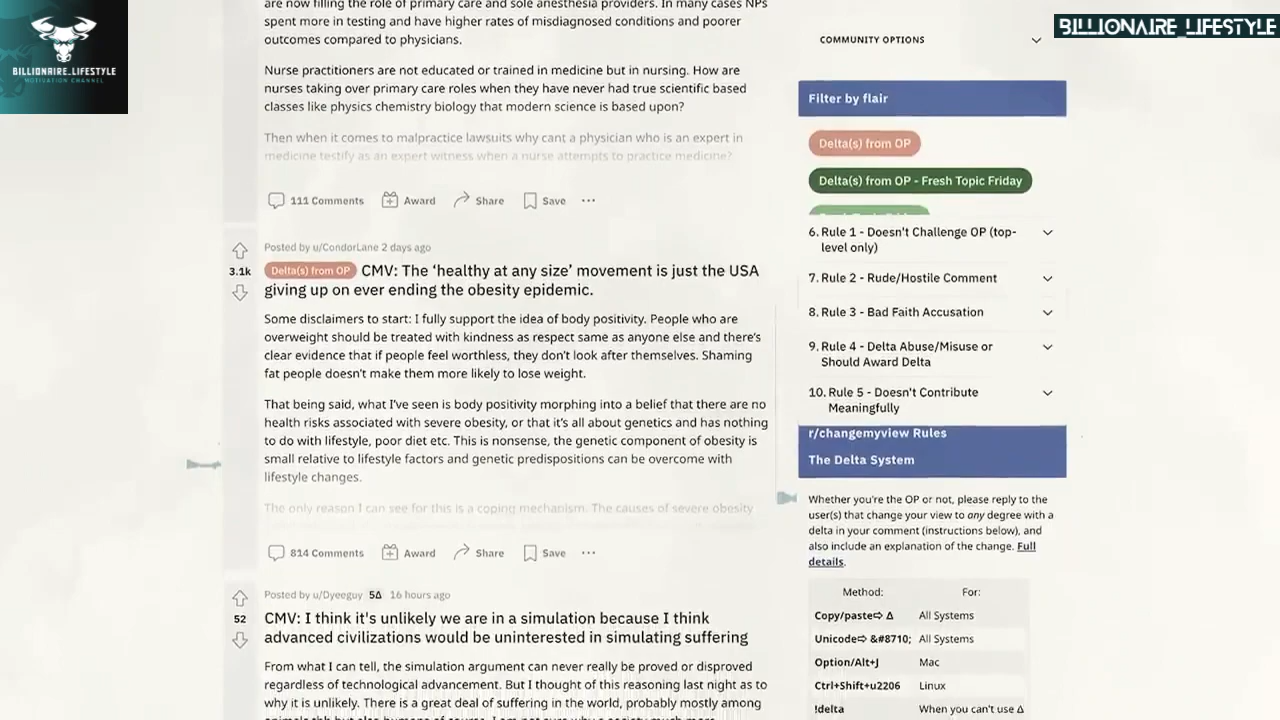 BILLIONAIRE_LIFESTYLE
MOTIVATION CHANNEL
BILLIONAIRE_LIFESTYLE
are now filling the role of primary care and sole anesthesia providers. In many cases NPs
spent more in testing and have higher rates of misdiagnosed conditions and poorer
outcomes compared to physicians.
Nurse practitioners are not educated or trained in medicine but in nursing. How are
nurses taking over primary care roles when they have never had true scientific based
classes like physics chemistry biology that modern science is based upon?
Then when it comes to malpractice lawsuits why cant a physician who is an expert in
medicine testify as an expert witness when a nurse attempts to practice medicine?
111 Comments Award Share Save ···
Posted by u/CondorLane 2 days ago
3.1k
Delta(s) from OP CMV: The ‘healthy at any size’ movement is just the USA
giving up on ever ending the obesity epidemic.
Some disclaimers to start: I fully support the idea of body positivity. People who are
overweight should be treated with kindness as respect same as anyone else and there’s
clear evidence that if people feel worthless, they don’t look after themselves. Shaming
fat people doesn’t make them more likely to lose weight.
That being said, what I’ve seen is body positivity morphing into a belief that there are no
health risks associated with severe obesity, or that it’s all about genetics and has nothing
to do with lifestyle, poor diet etc. This is nonsense, the genetic component of obesity is
small relative to lifestyle factors and genetic predispositions can be overcome with
lifestyle changes.
The only reason I can see for this is a coping mechanism. The causes of severe obesity
814 Comments Award Share Save ···
Posted by u/Dyeeguy 5∆ 16 hours ago
52
CMV: I think it's unlikely we are in a simulation because I think
advanced civilizations would be uninterested in simulating suffering
From what I can tell, the simulation argument can never really be proved or disproved
regardless of technological advancement. But I thought of this reasoning last night as to
why it is unlikely. There is a great deal of suffering in the world, probably mostly among
COMMUNITY OPTIONS
Filter by flair
Delta(s) from OP
Delta(s) from OP - Fresh Topic Friday
6. Rule 1 - Doesn't Challenge OP (top-
level only)
7. Rule 2 - Rude/Hostile Comment
8. Rule 3 - Bad Faith Accusation
9. Rule 4 - Delta Abuse/Misuse or
Should Award Delta
10. Rule 5 - Doesn't Contribute
Meaningfully
r/changemyview Rules
The Delta System
Whether you're the OP or not, please reply to the
user(s) that change your view to any degree with a
delta in your comment (instructions below), and
also include an explanation of the change. Full
details.
Method: For:
Copy/paste⇨ ∆ All Systems
Unicode⇨ &#8710; All Systems
Option/Alt+J Mac
Ctrl+Shift+u2206 Linux
!delta When you can't use ∆